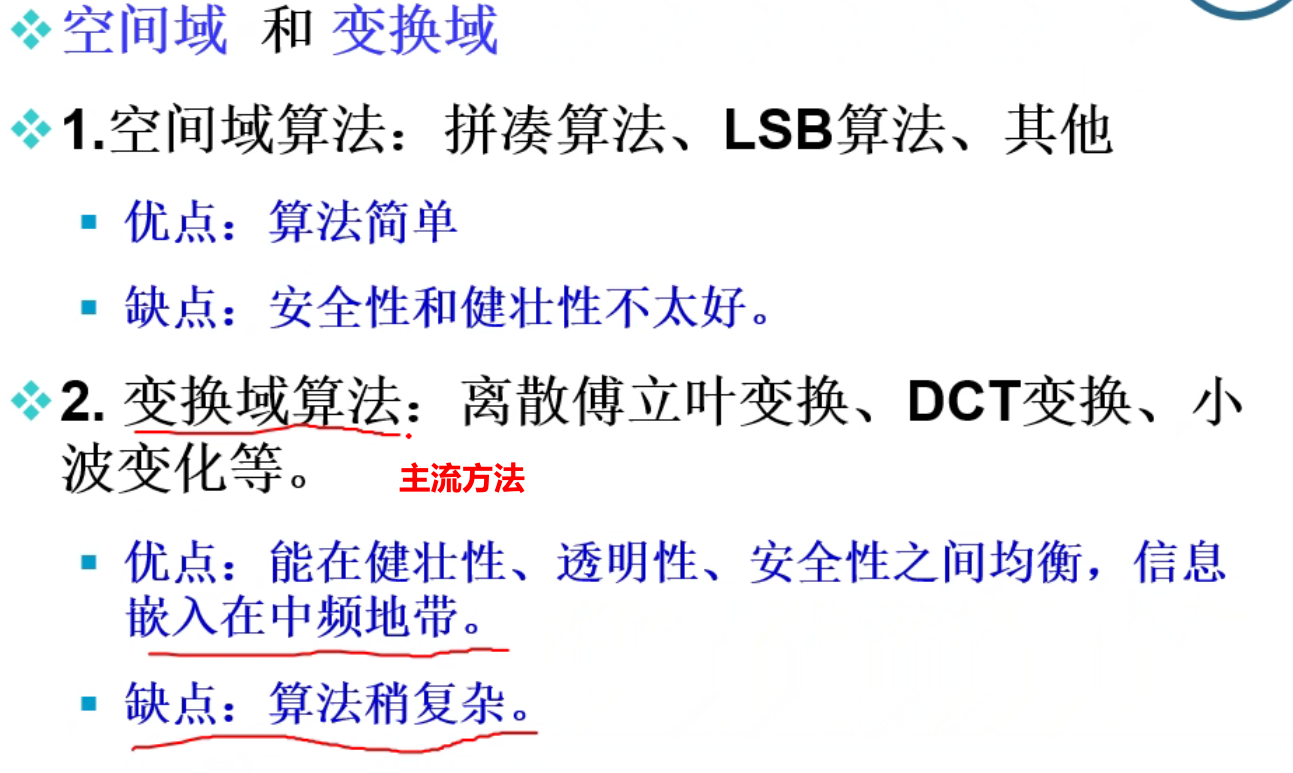 空间域 和 变换域
1.空间域算法：拼凑算法、LSB算法、其他
优点：算法简单
缺点：安全性和健壮性不太好。
2. 变换域算法：离散傅立叶变换、DCT变换、小
波变化等。 主流方法
优点：能在健壮性、透明性、安全性之间均衡，信息
嵌入在中频地带。
缺点：算法稍复杂。